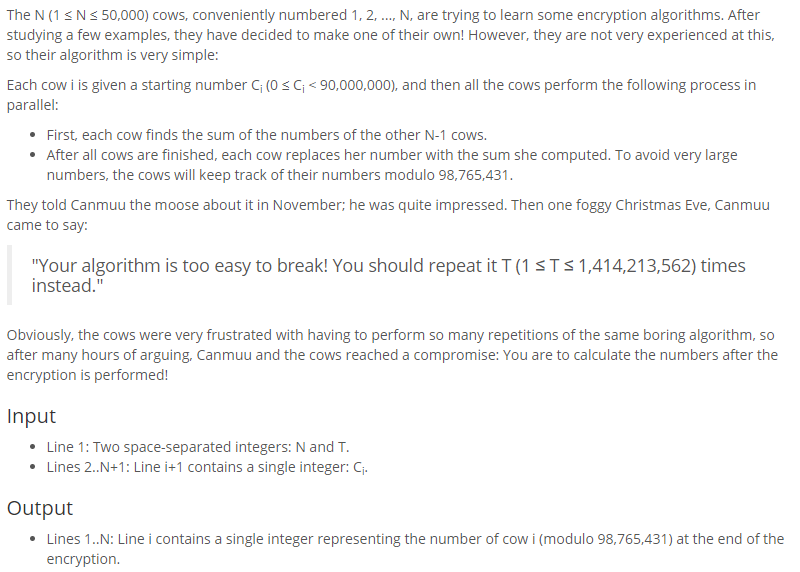 The N (1 ≤ N ≤ 50,000) cows, conveniently numbered 1, 2, ..., N, are trying to learn some encryption algorithms. After
studying a few examples, they have decided to make one of their own! However, they are not very experienced at this,
so their algorithm is very simple:
Each cow i is given a starting number Cᵢ (0 ≤ Cᵢ < 90,000,000), and then all the cows perform the following process in
parallel:
• First, each cow finds the sum of the numbers of the other N-1 cows.
• After all cows are finished, each cow replaces her number with the sum she computed. To avoid very large
numbers, the cows will keep track of their numbers modulo 98,765,431.
They told Canmuu the moose about it in November; he was quite impressed. Then one foggy Christmas Eve, Canmuu
came to say:
"Your algorithm is too easy to break! You should repeat it T (1 ≤ T ≤ 1,414,213,562) times
instead."
Obviously, the cows were very frustrated with having to perform so many repetitions of the same boring algorithm, so
after many hours of arguing, Canmuu and the cows reached a compromise: You are to calculate the numbers after the
encryption is performed!
Input
• Line 1: Two space-separated integers: N and T.
• Lines 2..N+1: Line i+1 contains a single integer: Cᵢ.
Output
• Lines 1..N: Line i contains a single integer representing the number of cow i (modulo 98,765,431) at the end of the
encryption.